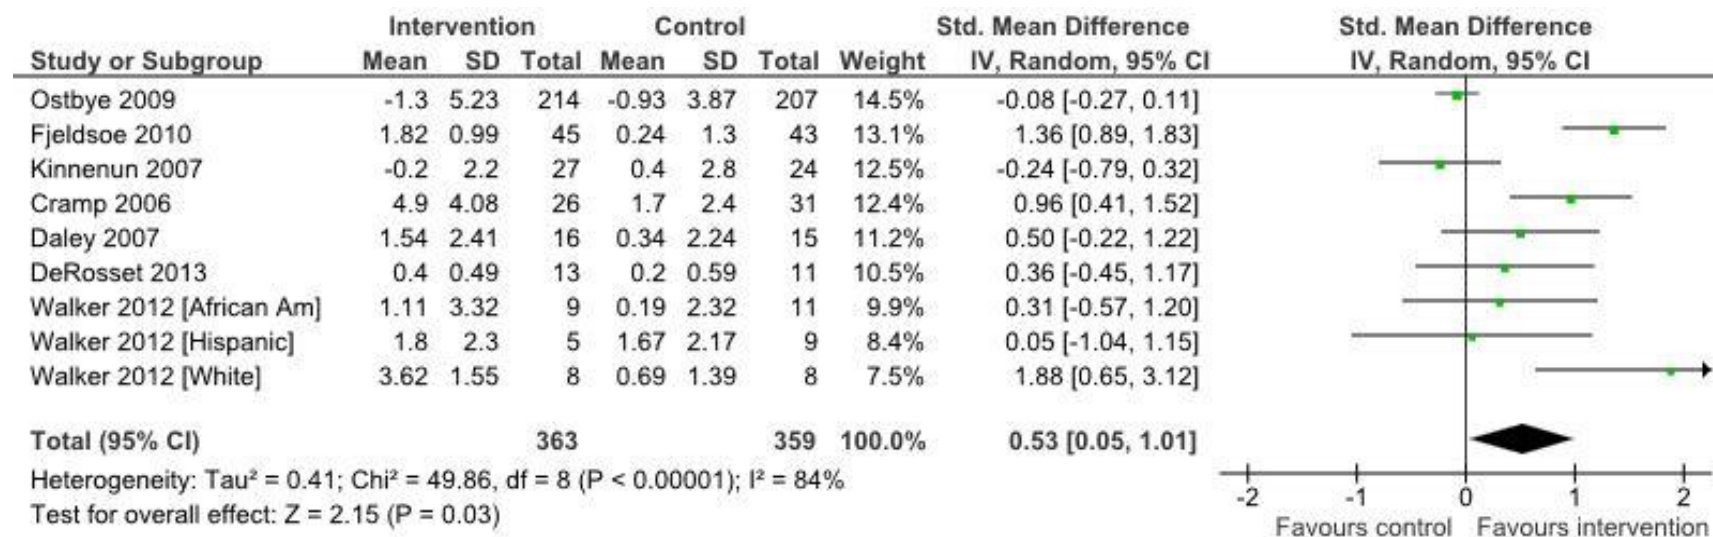 Intervention Control Std. Mean Difference Std. Mean Difference
Study or Subgroup Mean SD Total Mean SD Total Weight IV, Random, 95% CI IV, Random, 95% CI
Ostbye 2009 -1.3 5.23 214 -0.93 3.87 207 14.5% -0.08 [-0.27, 0.11]
Fjeldsoe 2010 1.82 0.99 45 0.24 1.3 43 13.1% 1.36 [0.89, 1.83]
Kinnenun 2007 -0.2 2.2 27 0.4 2.8 24 12.5% -0.24 [-0.79, 0.32]
Cramp 2006 4.9 4.08 26 1.7 2.4 31 12.4% 0.96 [0.41, 1.52]
Daley 2007 1.54 2.41 16 0.34 2.24 15 11.2% 0.50 [-0.22, 1.22]
DeRosset 2013 0.4 0.49 13 0.2 0.59 11 10.5% 0.36 [-0.45, 1.17]
Walker 2012 [African Am] 1.11 3.32 9 0.19 2.32 11 9.9% 0.31 [-0.57, 1.20]
Walker 2012 [Hispanic] 1.8 2.3 5 1.67 2.17 9 8.4% 0.05 [-1.04, 1.15]
Walker 2012 [White] 3.62 1.55 8 0.69 1.39 8 7.5% 1.88 [0.65, 3.12]
Total (95% CI) 363 359 100.0% 0.53 [0.05, 1.01]
Heterogeneity: Tau² = 0.41; Chi² = 49.86, df = 8 (P < 0.00001); I² = 84%
Test for overall effect: Z = 2.15 (P = 0.03)
-2 -1 0 1 2
Favours control Favours intervention